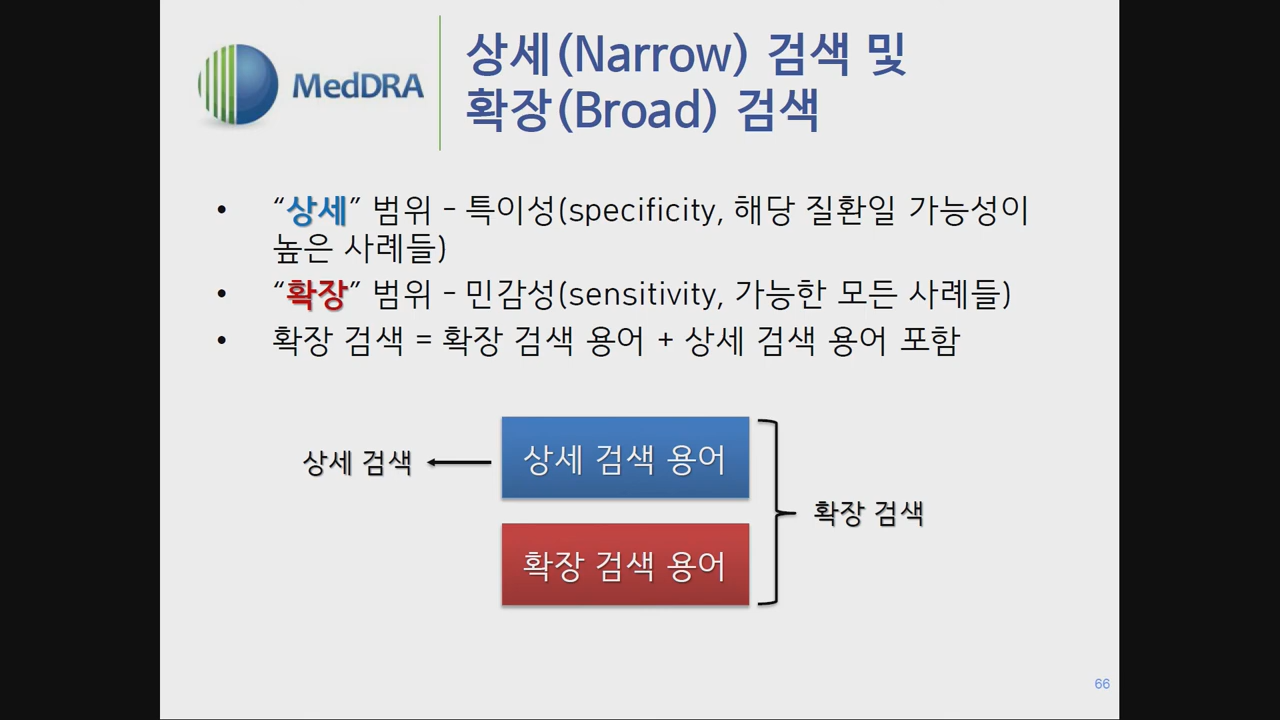 MedDRA
상세(Narrow) 검색 및
확장(Broad) 검색
• “상세” 범위 – 특이성(specificity, 해당 질환일 가능성이
높은 사례들)
• “확장” 범위 – 민감성(sensitivity, 가능한 모든 사례들)
• 확장 검색 = 확장 검색 용어 + 상세 검색 용어 포함
상세 검색
상세 검색 용어
확장 검색
확장 검색 용어
66